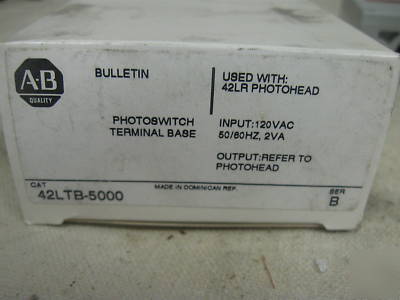 A-B
QUALITY
BULLETIN
USED WITH:
42LR PHOTOHEAD
PHOTOSWITCH
TERMINAL BASE
INPUT:120VAC
50/60HZ, 2VA
OUTPUT:REFER TO
PHOTOHEAD
CAT
42LTB-5000
MADE IN DOMINICAN REP.
SER
B